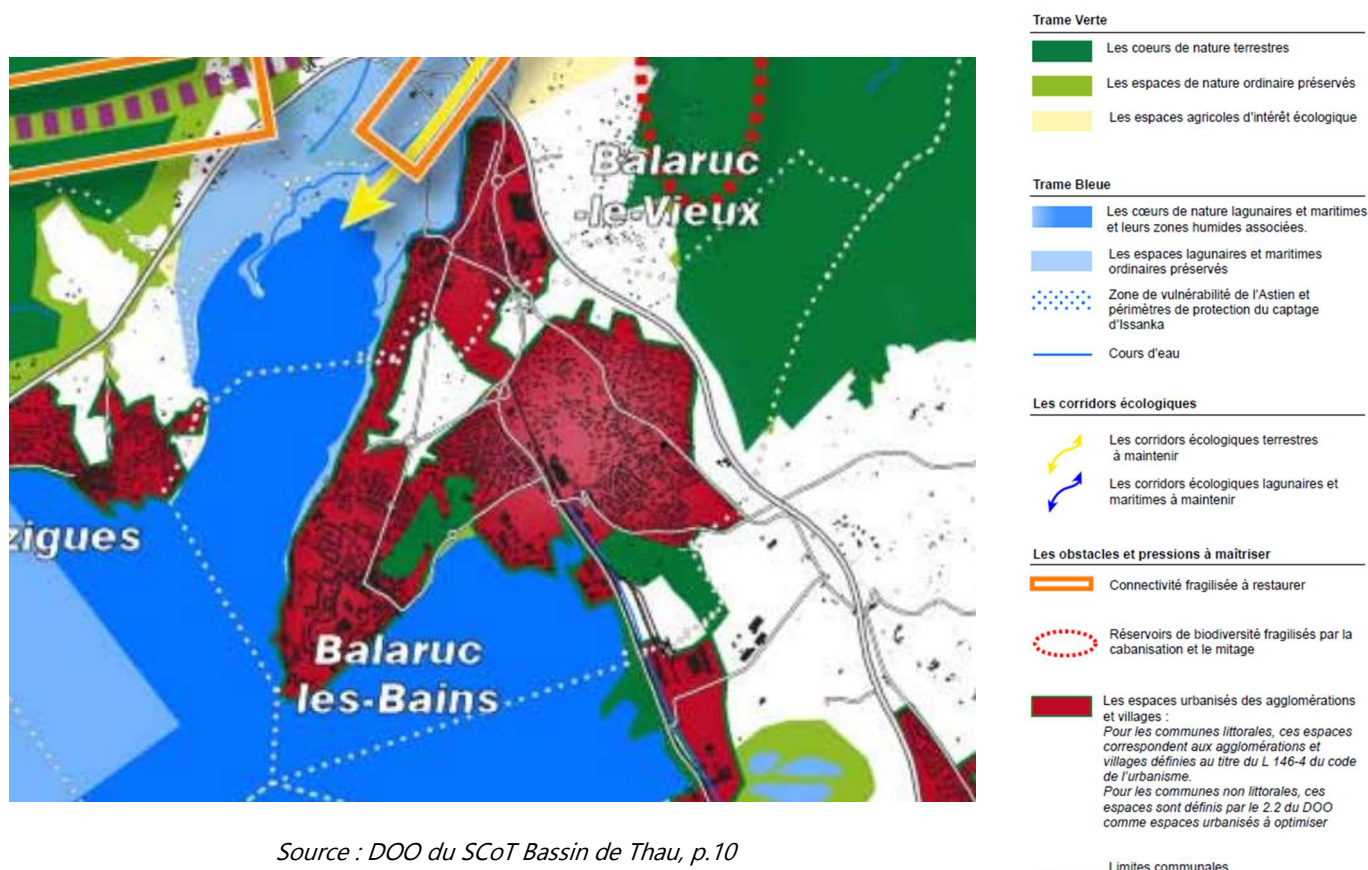 Balaruc
-le-Vieux
zigues
Balaruc
les-Bains
Source : DOO du SCoT Bassin de Thau, p.10
Trame Verte
Les coeurs de nature terrestres
Les espaces de nature ordinaire préservés
Les espaces agricoles d'intérêt écologique
Trame Bleue
Les cœurs de nature lagunaires et maritimes
et leurs zones humides associées.
Les espaces lagunaires et maritimes
ordinaires préservés
Zone de vulnérabilité de l'Astien et
périmètres de protection du captage
d'Issanka
Cours d'eau
Les corridors écologiques
Les corridors écologiques terrestres
à maintenir
Les corridors écologiques lagunaires et
maritimes à maintenir
Les obstacles et pressions à maîtriser
Connectivité fragilisée à restaurer
Réservoirs de biodiversité fragilisés par la
cabanisation et le mitage
Les espaces urbanisés des agglomérations
et villages :
Pour les communes littorales, ces espaces
correspondent aux agglomérations et
villages définies au titre du L 146-4 du code
de l'urbanisme.
Pour les communes non littorales, ces
espaces sont définis par le 2.2 du DOO
comme espaces urbanisés à optimiser
Limites communales